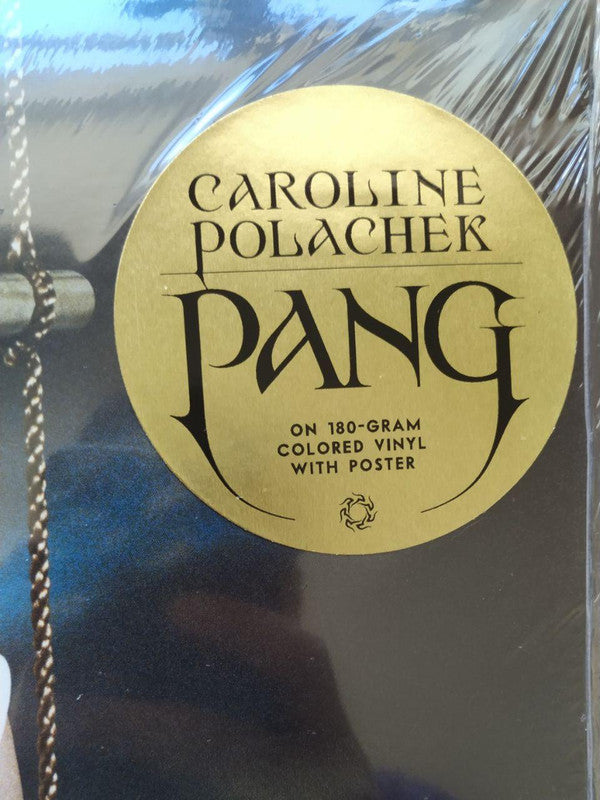 CAROLINE
POLACHEK
PANG
ON 180-GRAM
COLORED VINYL
WITH POSTER